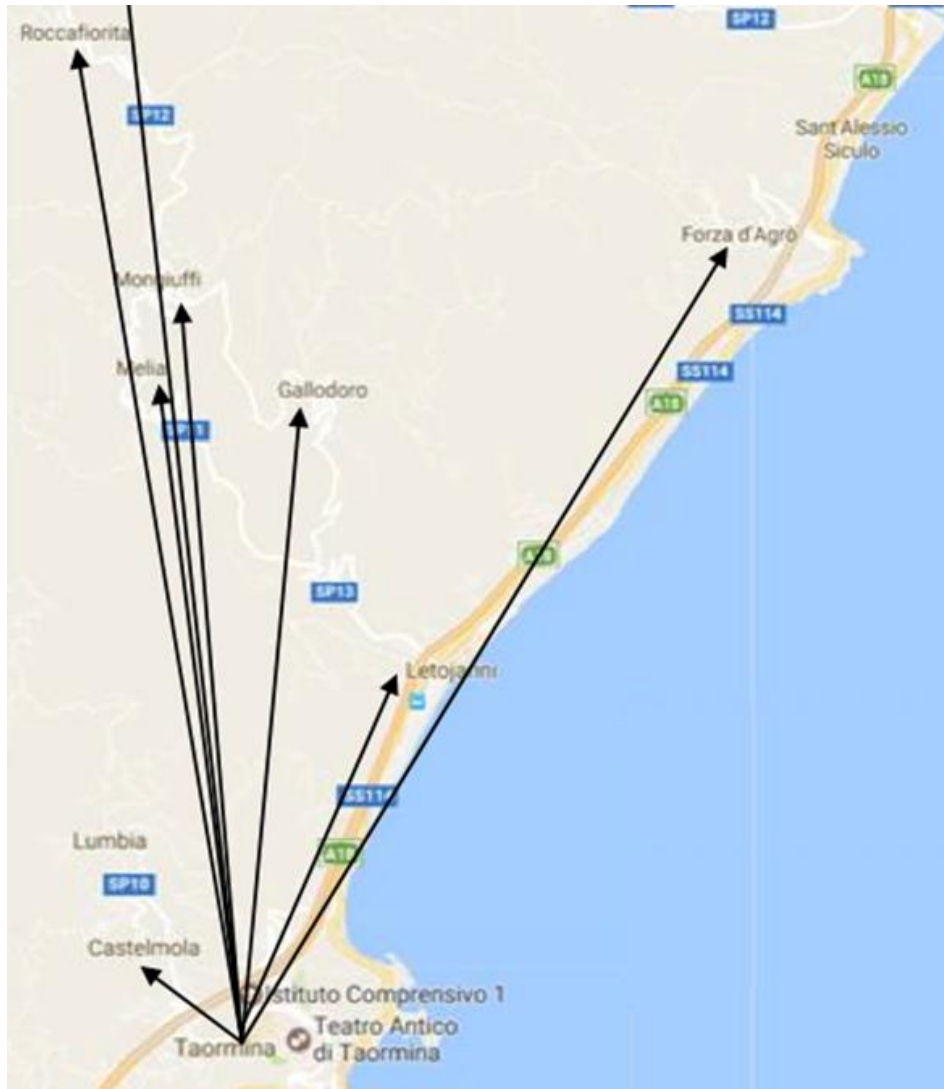 SP12
Roccafiorita
A18
SP12
Sant'Alessio
Siculo
Forza d'Agrò
Mongiuffi
SS114
Melia
SS114
Gallodoro
A18
SP11
A18
SP13
Letojanni
SS114
Lumbia
A18
SP10
Castelmola
Istituto Comprensivo 1
Teatro Antico
di Taormina
Taormina